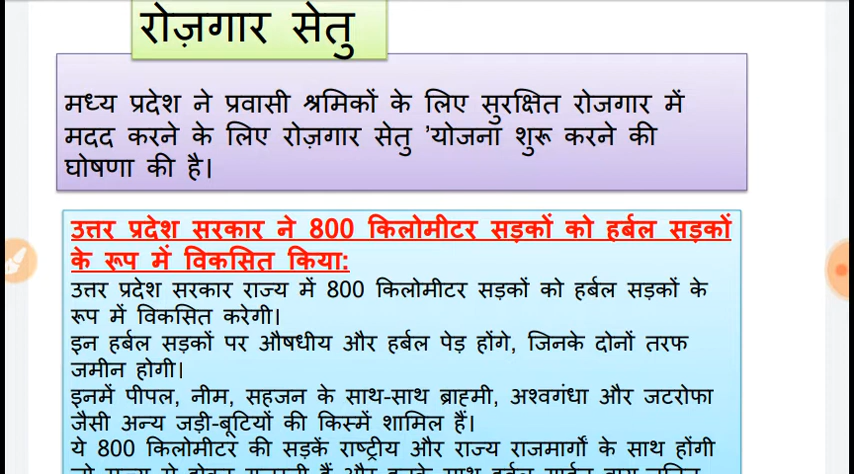 रोज़गार सेतु
मध्य प्रदेश ने प्रवासी श्रमिकों के लिए सुरक्षित रोजगार में
मदद करने के लिए रोज़गार सेतु ’योजना शुरू करने की
घोषणा की है।
उत्तर प्रदेश सरकार ने 800 किलोमीटर सड़कों को हर्बल सड़कों
के रूप में विकसित किया:
उत्तर प्रदेश सरकार राज्य में 800 किलोमीटर सड़कों को हर्बल सड़कों के
रूप में विकसित करेगी।
इन हर्बल सड़कों पर औषधीय और हर्बल पेड़ होंगे, जिनके दोनों तरफ
जमीन होगी।
इनमें पीपल, नीम, सहजन के साथ-साथ ब्राह्मी, अश्वगंधा और जटरोफा
जैसी अन्य जड़ी-बूटियों की किस्में शामिल हैं।
ये 800 किलोमीटर की सड़कें राष्ट्रीय और राज्य राजमार्गों के साथ होंगी